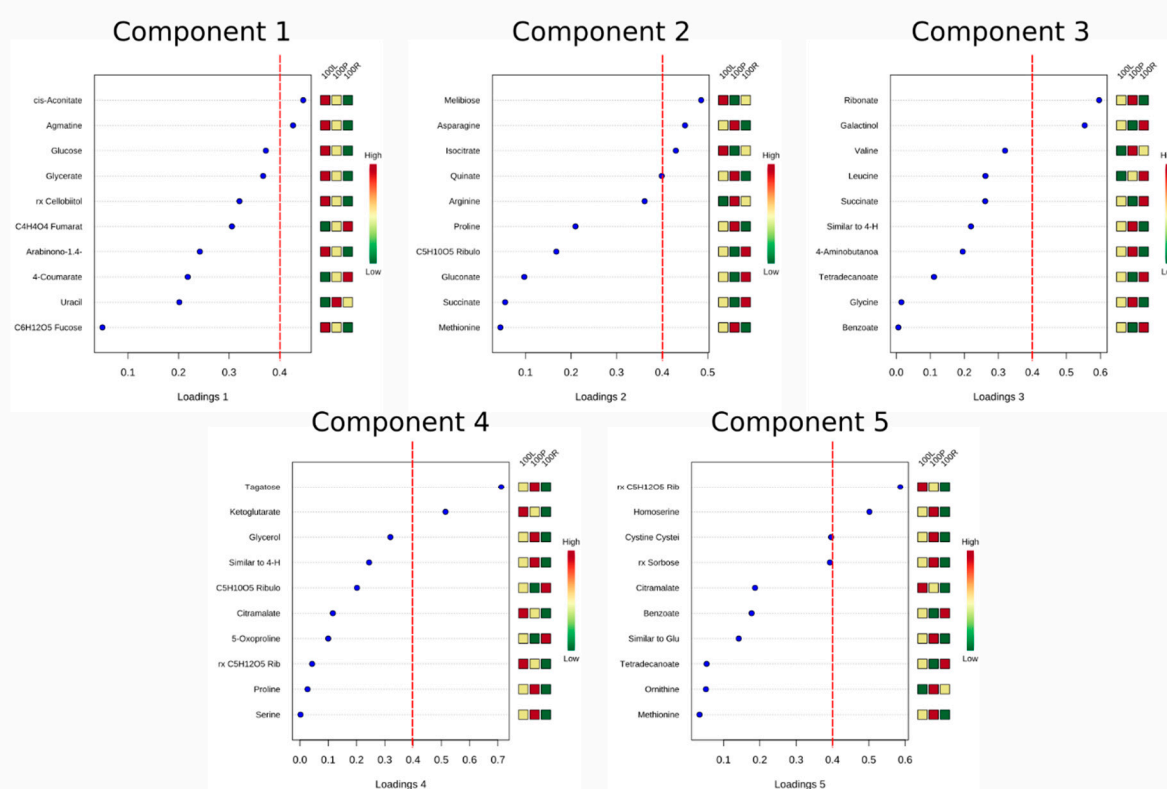 Component 1
100L 100P 100R
cis-Aconitate
Agmatine
Glucose
Glycerate
rx Cellobiitol
C4H4O4 Fumarat
Arabinono-1.4-
4-Coumarate
Uracil
C6H12O5 Fucose
High
Low
0.1 0.2 0.3 0.4
Loadings 1
Component 2
100L 100P 100R
Melibiose
Asparagine
Isocitrate
Quinate
Arginine
Proline
C5H10O5 Ribulo
Gluconate
Succinate
Methionine
High
Low
0.1 0.2 0.3 0.4 0.5
Loadings 2
Component 3
100L 100P 100R
Ribonate
Galactinol
Valine
Leucine
Succinate
Similar to 4-H
4-Aminobutanoa
Tetradecanoate
Glycine
Benzoate
0.0 0.1 0.2 0.3 0.4 0.5 0.6
Loadings 3
Component 4
100L 100P 100R
Tagatose
Ketoglutarate
Glycerol
Similar to 4-H
C5H10O5 Ribulo
Citramalate
5-Oxoproline
rx C5H12O5 Rib
Proline
Serine
High
Low
0.0 0.1 0.2 0.3 0.4 0.5 0.6 0.7
Loadings 4
Component 5
100L 100P 100R
rx C5H12O5 Rib
Homoserine
Cystine Cystei
rx Sorbose
Citramalate
Benzoate
Similar to Glu
Tetradecanoate
Ornithine
Methionine
High
Low
0.1 0.2 0.3 0.4 0.5 0.6
Loadings 5